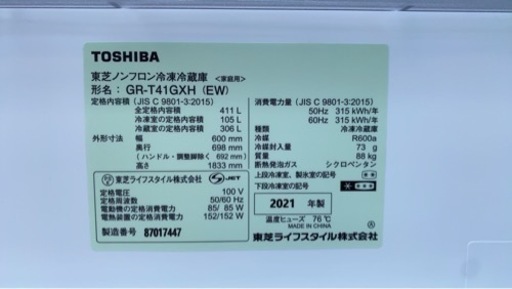 TOSHIBA
東芝ノンフロン冷凍冷蔵庫 <家庭用>
形名: GR-T41GXH (EW)
定格内容積 (JIS C 9801-3:2015)
全定格内容積 411 L
冷凍室の定格内容積 105 L
冷蔵室の定格内容積 306 L
外形寸法 幅 600 mm
奥行 698 mm
(ハンドル・調整脚除く 692 mm)
高さ 1833 mm
東芝ライフスタイル株式会社 JET
定格電圧 100 V
定格周波数 50/60 Hz
電動機の定格消費電力 85/ 85 W
電熱装置の定格消費電力 152/152 W
製造番号 87017447
消費電力量 (JIS C 9801-3:2015)
50Hz 315 kWh/年
60Hz 315 kWh/年
種類 冷凍冷蔵庫
冷媒 R600a
冷媒封入量 73 g
質量 88 kg
断熱発泡ガス シクロペンタン
上段冷凍室、製氷室の記号
下段冷凍室の記号
2021 年製
温度ヒューズ 76℃
MADE IN CHINA
東芝ライフスタイル株式会社